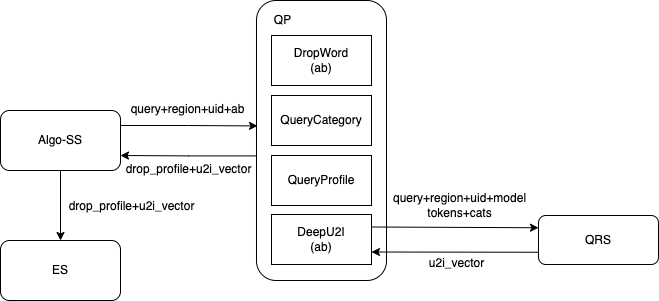 QP
DropWord
(ab)
query+region+uid+ab
QueryCategory
Algo-SS
drop_profile+u2i_vector
QueryProfile
query+region+uid+model
tokens+cats
drop_profile+u2i_vector
DeepU2I
(ab)
QRS
u2i_vector
ES